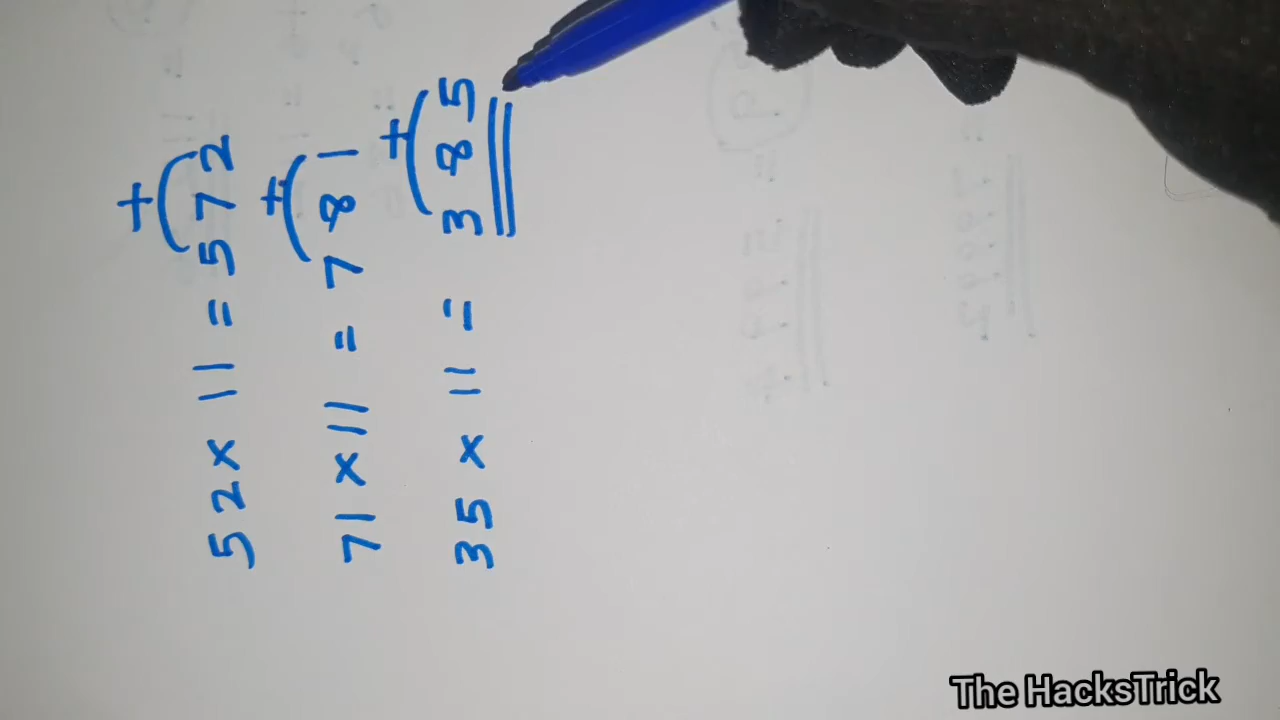 +
52 x 11 = 572
+
71 x 11 = 781
+
35 x 11 = 385
The HacksTrick